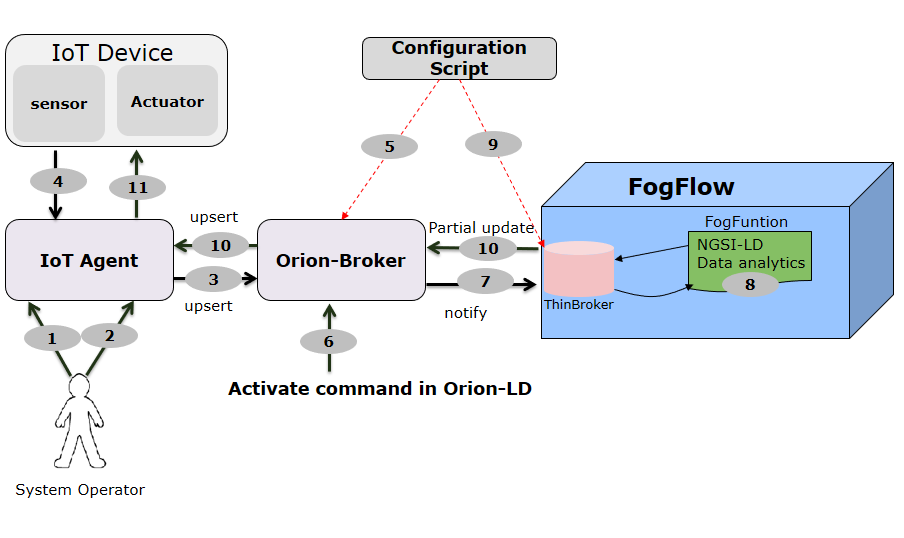 IoT Device
sensor
Actuator
Configuration
Script
5
9
4
11
FogFlow
FogFuntion
NGSI-LD
Data analytics
8
ThinBroker
upsert
10
IoT Agent
3
upsert
Orion-Broker
Partial update
10
7
notify
1
2
6
Activate command in Orion-LD
System Operator